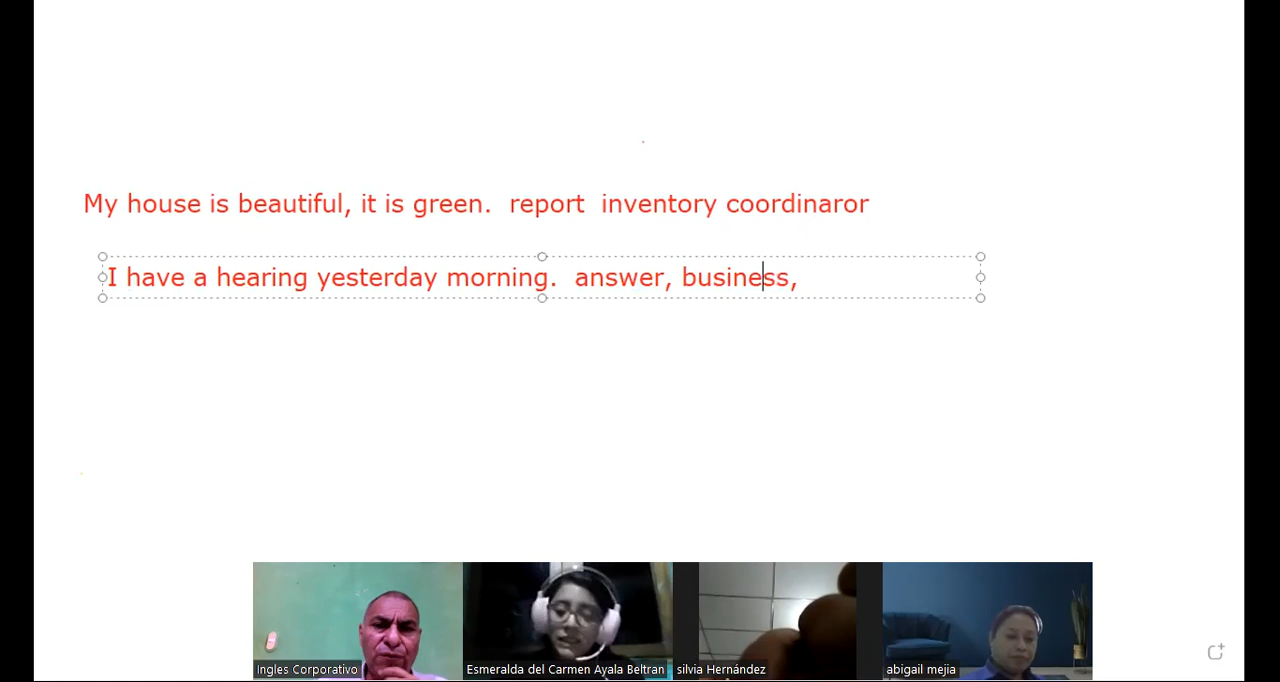 My house is beautiful, it is green.  report  inventory coordinaror
I have a hearing yesterday morning.  answer, business,
Ingles Corporativo
Esmeralda del Carmen Ayala Beltran
silvia Hernández
abigail mejia